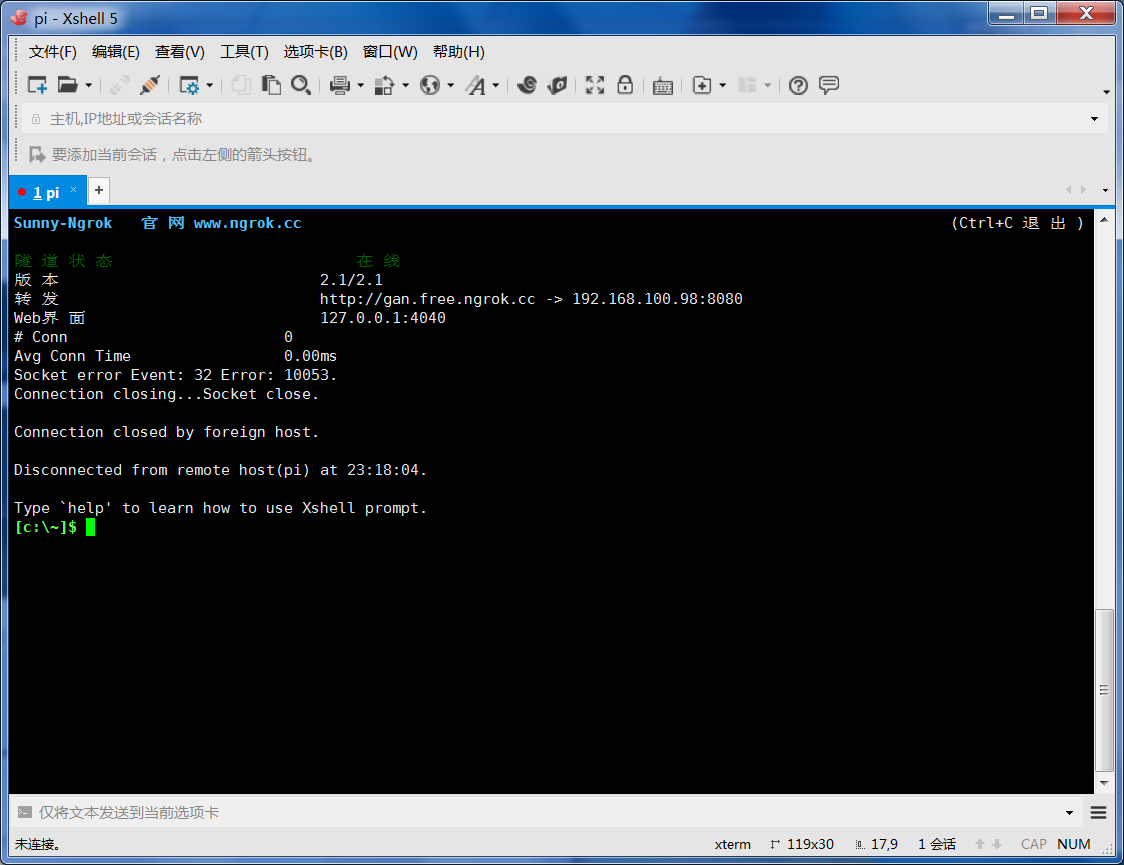 pi - Xshell 5
文件(F) 编辑(E) 查看(V) 工具(T) 选项卡(B) 窗口(W) 帮助(H)
主机,IP地址或会话名称
要添加当前会话，点击左侧的箭头按钮。
1 pi × +
Sunny-Ngrok 官 网 www.ngrok.cc (Ctrl+C 退 出 )
隧 道 状 态 在 线
版 本 2.1/2.1
转 发 http://gan.free.ngrok.cc -> 192.168.100.98:8080
Web界 面 127.0.0.1:4040
# Conn 0
Avg Conn Time 0.00ms
Socket error Event: 32 Error: 10053.
Connection closing...Socket close.
Connection closed by foreign host.
Disconnected from remote host(pi) at 23:18:04.
Type `help' to learn how to use Xshell prompt.
[c:\~]$
仅将文本发送到当前选项卡
未连接。 xterm 119x30 17,9 1 会话 CAP NUM